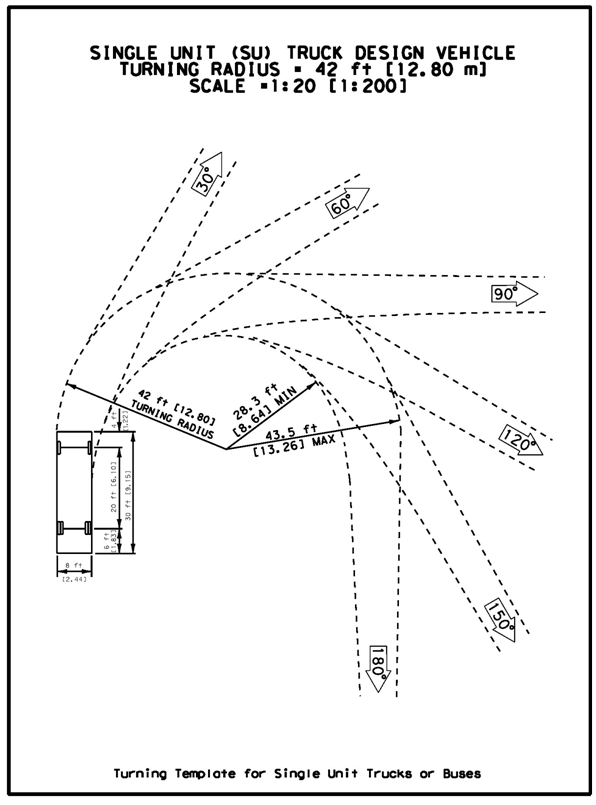 SINGLE UNIT (SU) TRUCK DESIGN VEHICLE
TURNING RADIUS = 42 ft [12.80 m]
SCALE =1:20 [1:200]
30°
60°
90°
42 ft [12.80]
TURNING RADIUS
28.3 ft
[8.64] MIN
43.5 ft
[13.26] MAX
120°
4 ft
[1.22]
20 ft [6.10]
30 ft [9.15]
6 ft
[1.83]
8 ft
[2.44]
150°
180°
Turning Template for Single Unit Trucks or Buses